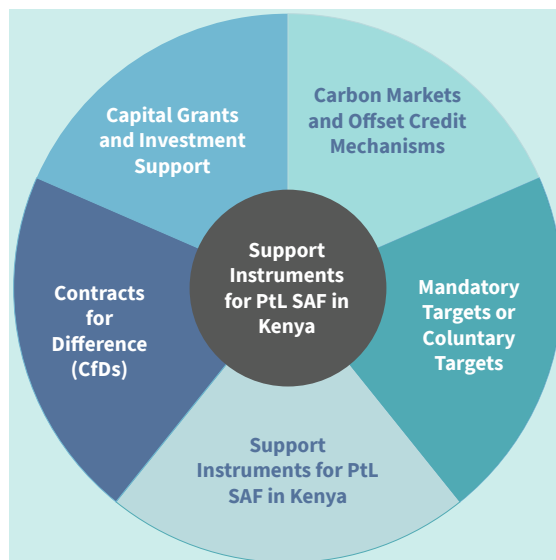 Capital Grants
and Investment
Support
Carbon Markets
and Offset Credit
Mechanisms
Support
Instruments
for PtL SAF in
Kenya
Contracts
for
Difference
(CfDs)
Mandatory
Targets or
Coluntary
Targets
Support
Instruments for PtL
SAF in Kenya